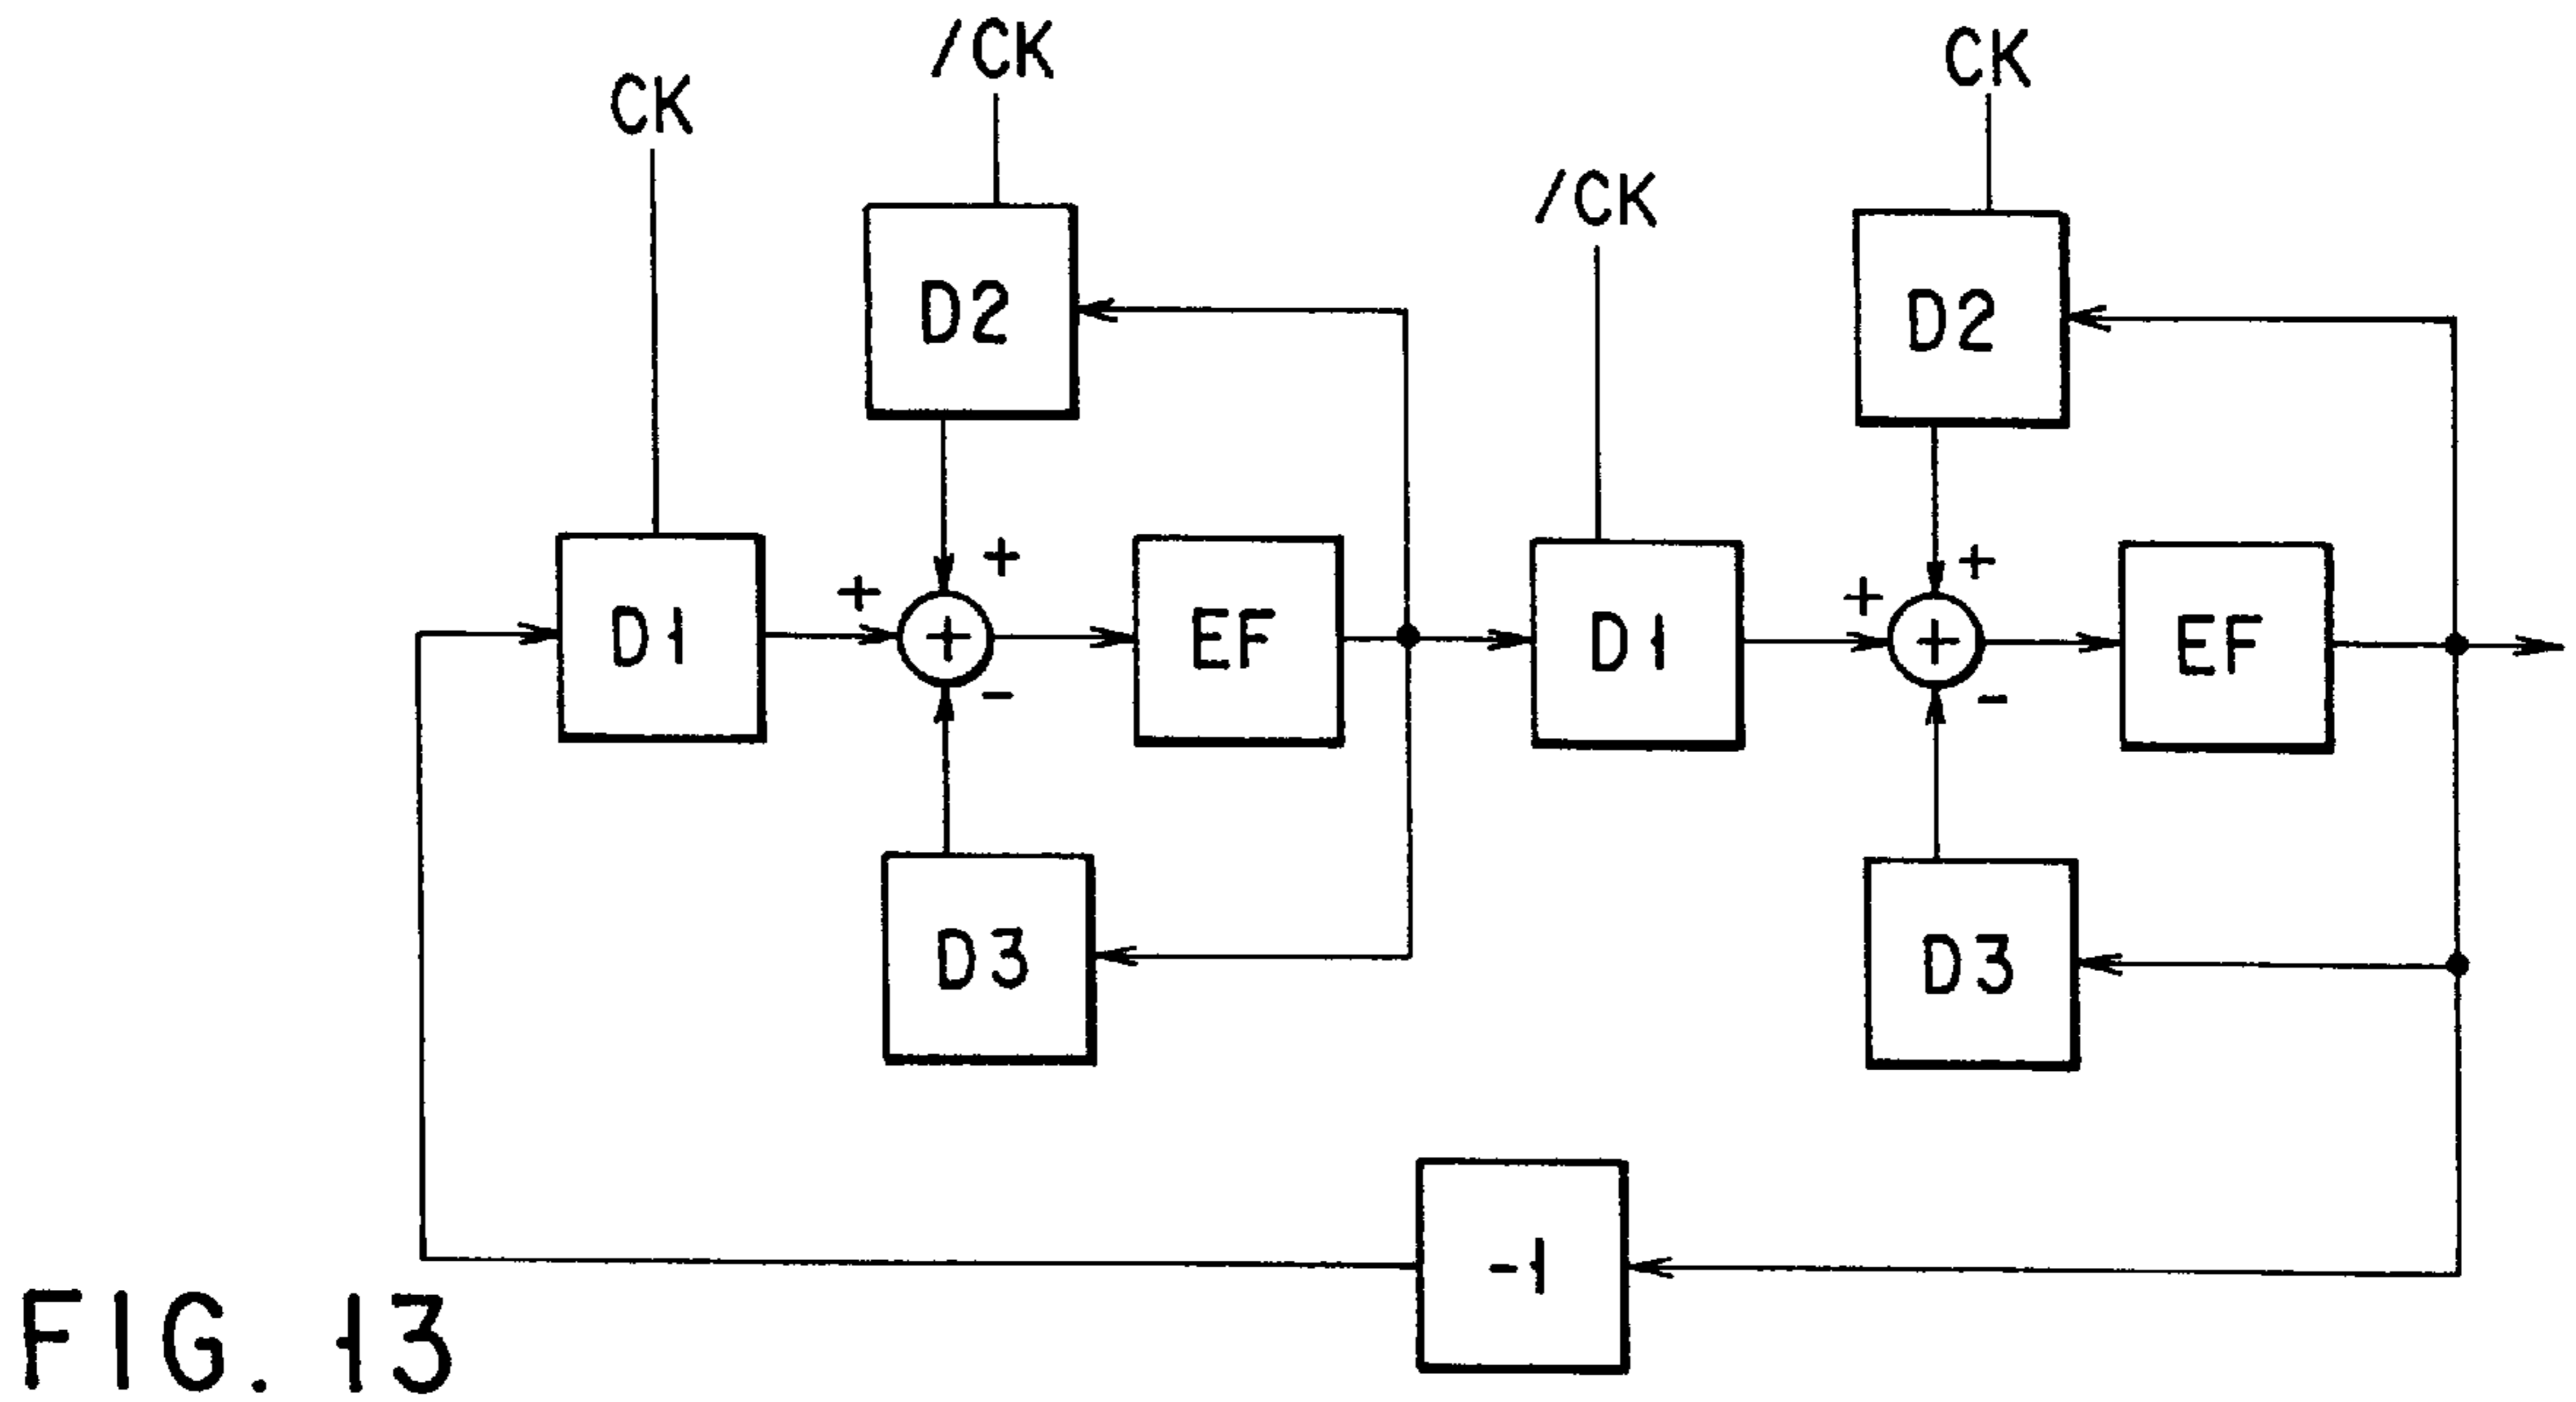 /CK
CK
CK
/CK
D2
D2
+
+
+
+
D1
+
EF
D1
+
EF
-
-
D3
D3
-1
FIG. 13